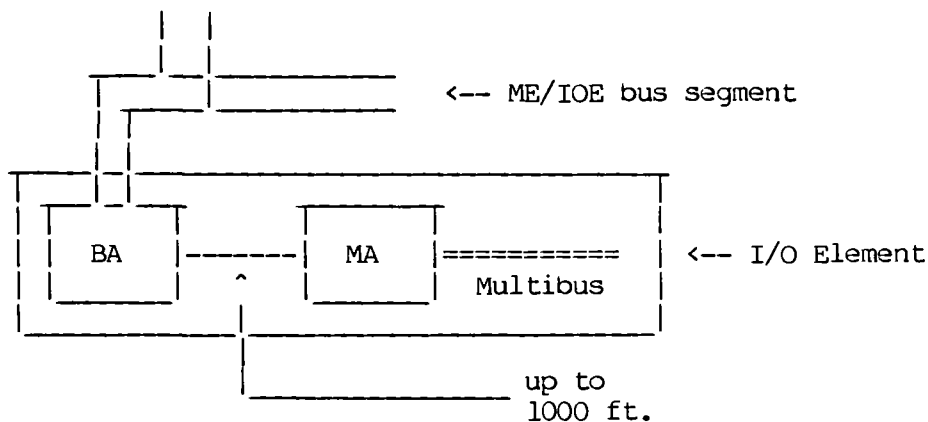 <-- ME/IOE bus segment
BA
MA
Multibus
<-- I/O Element
up to
1000 ft.